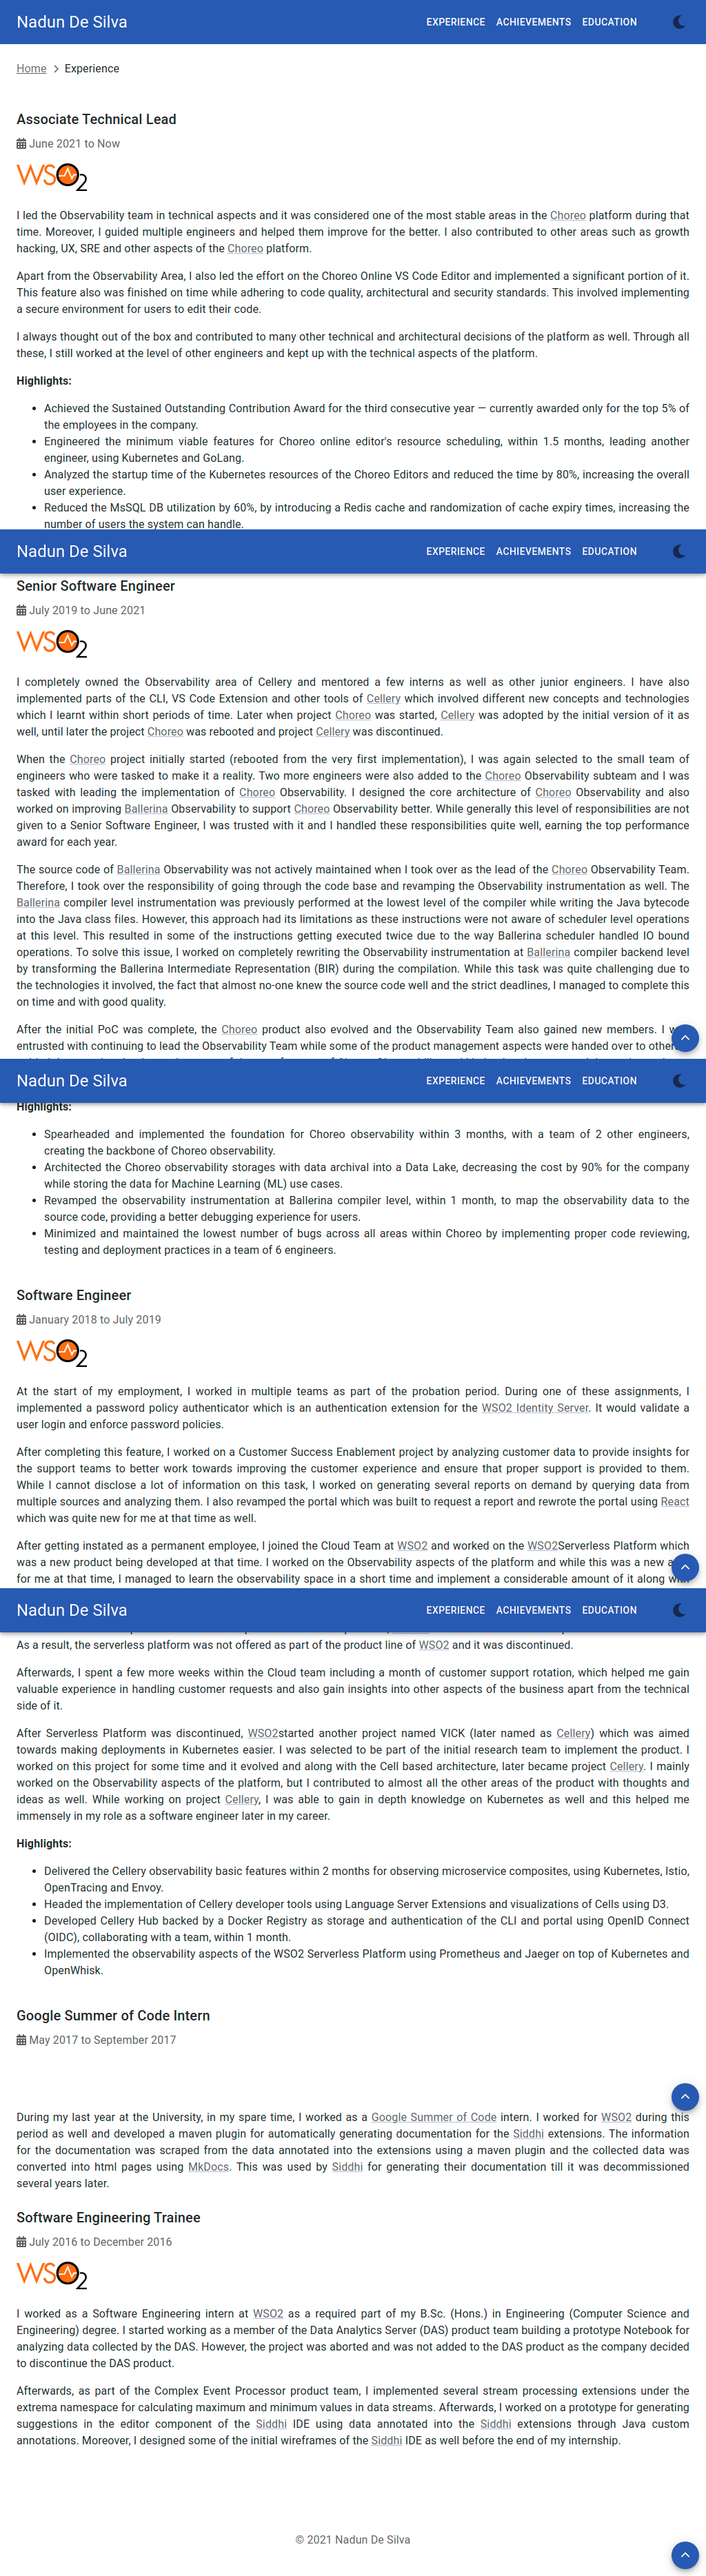 Nadun De Silva
EXPERIENCE ACHIEVEMENTS EDUCATION
Home > Experience
Associate Technical Lead
June 2021 to Now
WSO2
I led the Observability team in technical aspects and it was considered one of the most stable areas in the Choreo platform during that
time. Moreover, I guided multiple engineers and helped them improve for the better. I also contributed to other areas such as growth
hacking, UX, SRE and other aspects of the Choreo platform.
Apart from the Observability Area, I also led the effort on the Choreo Online VS Code Editor and implemented a significant portion of it.
This feature also was finished on time while adhering to code quality, architectural and security standards. This involved implementing
a secure environment for users to edit their code.
I always thought out of the box and contributed to many other technical and architectural decisions of the platform as well. Through all
these, I still worked at the level of other engineers and kept up with the technical aspects of the platform.
Highlights:
• Achieved the Sustained Outstanding Contribution Award for the third consecutive year — currently awarded only for the top 5% of
the employees in the company.
• Engineered the minimum viable features for Choreo online editor's resource scheduling, within 1.5 months, leading another
engineer, using Kubernetes and GoLang.
• Analyzed the startup time of the Kubernetes resources of the Choreo Editors and reduced the time by 80%, increasing the overall
user experience.
• Reduced the MsSQL DB utilization by 60%, by introducing a Redis cache and randomization of cache expiry times, increasing the
number of users the system can handle.
Nadun De Silva
EXPERIENCE ACHIEVEMENTS EDUCATION
Senior Software Engineer
July 2019 to June 2021
WSO2
I completely owned the Observability area of Cellery and mentored a few interns as well as other junior engineers. I have also
implemented parts of the CLI, VS Code Extension and other tools of Cellery which involved different new concepts and technologies
which I learnt within short periods of time. Later when project Choreo was started, Cellery was adopted by the initial version of it as
well, until later the project Choreo was rebooted and project Cellery was discontinued.
When the Choreo project initially started (rebooted from the very first implementation), I was again selected to the small team of
engineers who were tasked to make it a reality. Two more engineers were also added to the Choreo Observability subteam and I was
tasked with leading the implementation of Choreo Observability. I designed the core architecture of Choreo Observability and also
worked on improving Ballerina Observability to support Choreo Observability better. While generally this level of responsibilities are not
given to a Senior Software Engineer, I was trusted with it and I handled these responsibilities quite well, earning the top performance
award for each year.
The source code of Ballerina Observability was not actively maintained when I took over as the lead of the Choreo Observability Team.
Therefore, I took over the responsibility of going through the code base and revamping the Observability instrumentation as well. The
Ballerina compiler level instrumentation was previously performed at the lowest level of the compiler while writing the Java bytecode
into the Java class files. However, this approach had its limitations as these instructions were not aware of scheduler level operations
at this level. This resulted in some of the instructions getting executed twice due to the way Ballerina scheduler handled IO bound
operations. To solve this issue, I worked on completely rewriting the Observability instrumentation at Ballerina compiler backend level
by transforming the Ballerina Intermediate Representation (BIR) during the compilation. While this task was quite challenging due to
the technologies it involved, the fact that almost no-one knew the source code well and the strict deadlines, I managed to complete this
on time and with good quality.
After the initial PoC was complete, the Choreo product also evolved and the Observability Team also gained new members. I
entrusted with continuing to lead the Observability Team while some of the product management aspects were handed over to
Nadun De Silva
EXPERIENCE ACHIEVEMENTS EDUCATION
Highlights:
• Spearheaded and implemented the foundation for Choreo observability within 3 months, with a team of 2 other engineers,
creating the backbone of Choreo observability.
• Architected the Choreo observability storages with data archival into a Data Lake, decreasing the cost by 90% for the company
while storing the data for Machine Learning (ML) use cases.
• Revamped the observability instrumentation at Ballerina compiler level, within 1 month, to map the observability data to the
source code, providing a better debugging experience for users.
• Minimized and maintained the lowest number of bugs across all areas within Choreo by implementing proper code reviewing,
testing and deployment practices in a team of 6 engineers.
Software Engineer
January 2018 to July 2019
WSO2
At the start of my employment, I worked in multiple teams as part of the probation period. During one of these assignments, I
implemented a password policy authenticator which is an authentication extension for the WSO2 Identity Server. It would validate a
user login and enforce password policies.
After completing this feature, I worked on a Customer Success Enablement project by analyzing customer data to provide insights for
the support teams to better work towards improving the customer experience and ensure that proper support is provided to them.
While I cannot disclose a lot of information on this task, I worked on generating several reports on demand by querying data from
multiple sources and analyzing them. I also revamped the portal which was built to request a report and rewrote the portal using React
which was quite new for me at that time as well.
After getting instated as a permanent employee, I joined the Cloud Team at WSO2 and worked on the WSO2Serverless Platform which
was a new product being developed at that time. I worked on the Observability aspects of the platform and while this was a new
for me at that time, I managed to learn the observability space in a short time and implement a considerable amount of it along
Nadun De Silva
EXPERIENCE ACHIEVEMENTS EDUCATION
As a result, the serverless platform was not offered as part of the product line of WSO2 and it was discontinued.
Afterwards, I spent a few more weeks within the Cloud team including a month of customer support rotation, which helped me gain
valuable experience in handling customer requests and also gain insights into other aspects of the business apart from the technical
side of it.
After Serverless Platform was discontinued, WSO2started another project named VICK (later named as Cellery) which was aimed
towards making deployments in Kubernetes easier. I was selected to be part of the initial research team to implement the product. I
worked on this project for some time and it evolved and along with the Cell based architecture, later became project Cellery. I mainly
worked on the Observability aspects of the platform, but I contributed to almost all the other areas of the product with thoughts and
ideas as well. While working on project Cellery, I was able to gain in depth knowledge on Kubernetes as well and this helped me
immensely in my role as a software engineer later in my career.
Highlights:
• Delivered the Cellery observability basic features within 2 months for observing microservice composites, using Kubernetes, Istio,
OpenTracing and Envoy.
• Headed the implementation of Cellery developer tools using Language Server Extensions and visualizations of Cells using D3.
• Developed Cellery Hub backed by a Docker Registry as storage and authentication of the CLI and portal using OpenID Connect
(OIDC), collaborating with a team, within 1 month.
• Implemented the observability aspects of the WSO2 Serverless Platform using Prometheus and Jaeger on top of Kubernetes and
OpenWhisk.
Google Summer of Code Intern
May 2017 to September 2017
During my last year at the University, in my spare time, I worked as a Google Summer of Code intern. I worked for WSO2 during this
period as well and developed a maven plugin for automatically generating documentation for the Siddhi extensions. The information
for the documentation was scraped from the data annotated into the extensions using a maven plugin and the collected data was
converted into html pages using MkDocs. This was used by Siddhi for generating their documentation till it was decommissioned
several years later.
Software Engineering Trainee
July 2016 to December 2016
WSO2
I worked as a Software Engineering intern at WSO2 as a required part of my B.Sc. (Hons.) in Engineering (Computer Science and
Engineering) degree. I started working as a member of the Data Analytics Server (DAS) product team building a prototype Notebook for
analyzing data collected by the DAS. However, the project was aborted and was not added to the DAS product as the company decided
to discontinue the DAS product.
Afterwards, as part of the Complex Event Processor product team, I implemented several stream processing extensions under the
extrema namespace for calculating maximum and minimum values in data streams. Afterwards, I worked on a prototype for generating
suggestions in the editor component of the Siddhi IDE using data annotated into the Siddhi extensions through Java custom
annotations. Moreover, I designed some of the initial wireframes of the Siddhi IDE as well before the end of my internship.
© 2021 Nadun De Silva